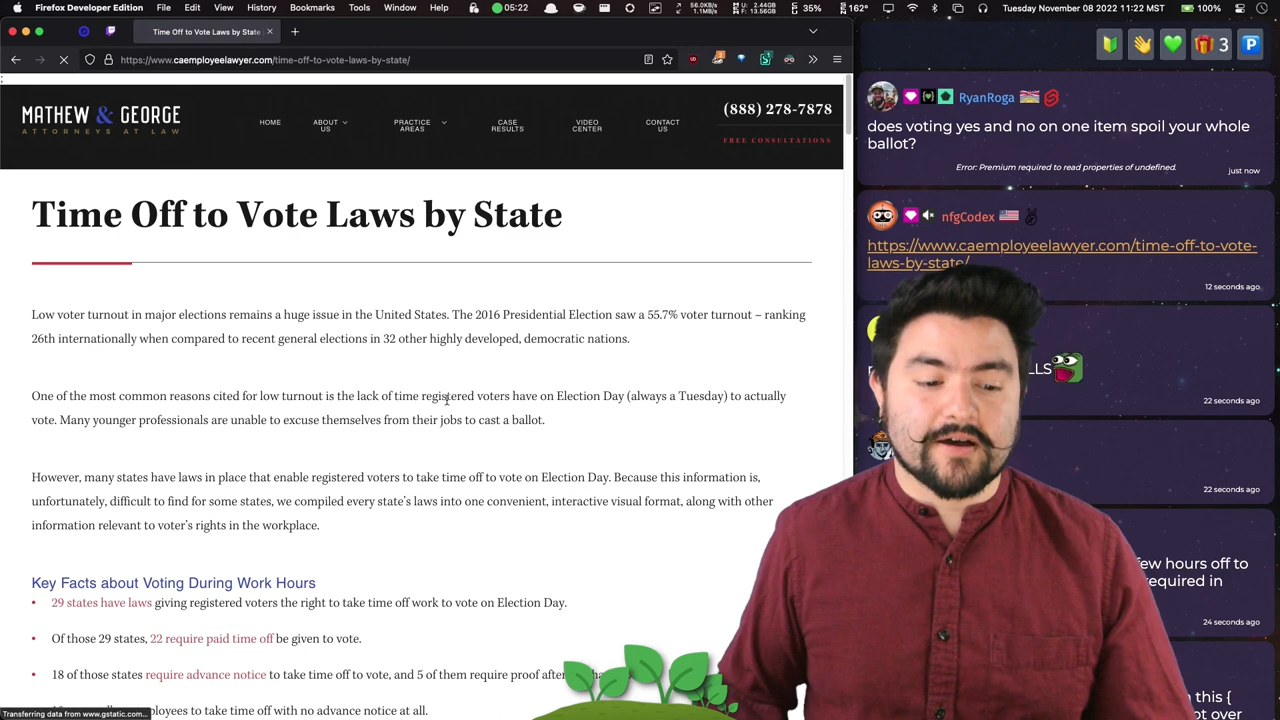 Firefox Developer Edition File Edit View History Bookmarks Tools Window Help
05:22
56.0KB
1.1MB
M: 2.44GB
F: 13.56GB
35%
162°
Tuesday November 08 2022 11:22 MST
100%
Time Off to Vote Laws by State
https://www.caemployeelawyer.com/time-off-to-vote-laws-by-state/
MATHEW & GEORGE
ATTORNEYS AT LAW
HOME
ABOUT US
PRACTICE AREAS
CASE RESULTS
VIDEO CENTER
CONTACT US
(888) 278-7878
FREE CONSULTATIONS
Time Off to Vote Laws by State
Low voter turnout in major elections remains a huge issue in the United States. The 2016 Presidential Election saw a 55.7% voter turnout – ranking
26th internationally when compared to recent general elections in 32 other highly developed, democratic nations.
One of the most common reasons cited for low turnout is the lack of time registered voters have on Election Day (always a Tuesday) to actually
vote. Many younger professionals are unable to excuse themselves from their jobs to cast a ballot.
However, many states have laws in place that enable registered voters to take time off to vote on Election Day. Because this information is,
unfortunately, difficult to find for some states, we compiled every state's laws into one convenient, interactive visual format, along with other
information relevant to voter's rights in the workplace.
Key Facts about Voting During Work Hours
• 29 states have laws giving registered voters the right to take time off work to vote on Election Day.
• Of those 29 states, 22 require paid time off be given to vote.
• 18 of those states require advance notice to take time off to vote, and 5 of them require proof after
employees to take time off with no advance notice at all.
Transferring data from www.gstatic.com...
3
P
RyanRoga
does voting yes and no on one item spoil your whole
ballot?
Error: Premium required to read properties of undefined.
just now
nfgCodex
https://www.caemployeelawyer.com/time-off-to-vote-
laws-by-state/
12 seconds ago
LLS
22 seconds ago
22 seconds ago
few hours off to
required in
24 seconds ago
n this {
ot over